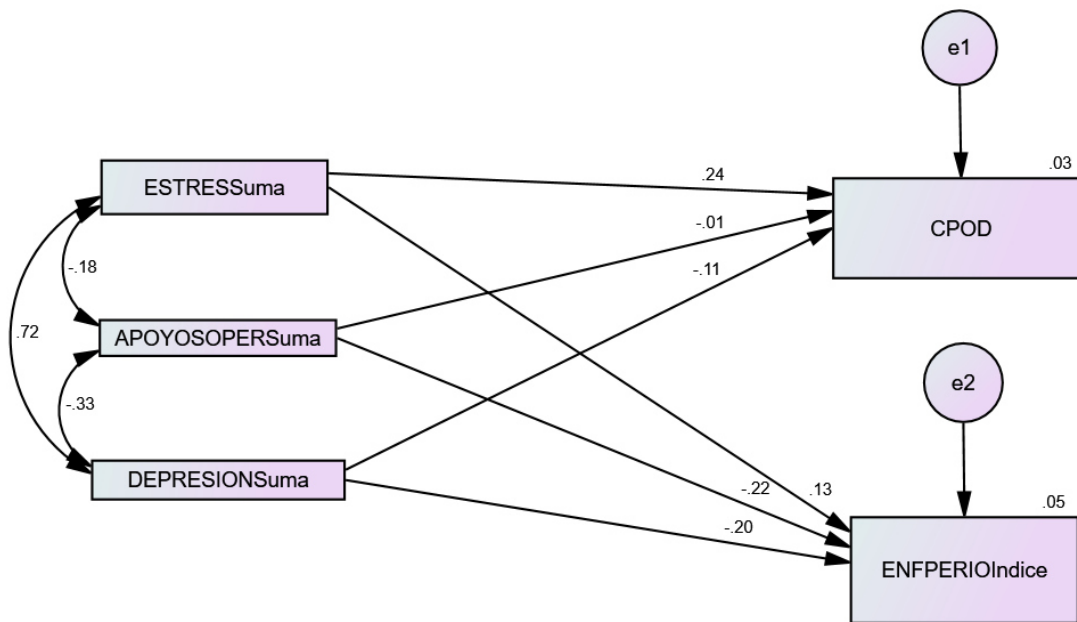 e1
.03
ESTRESSuma
.24
CPOD
-.01
-.11
-.18
.72
APOYOSOPERSuma
e2
-.33
DEPRESIONSuma
-.22
.13
.05
-.20
ENFPERIOIndice